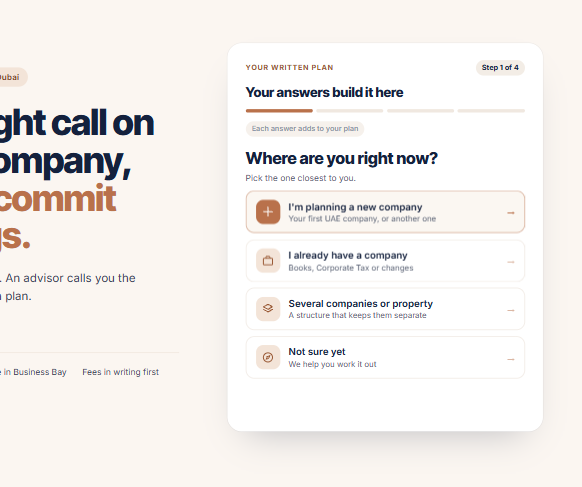 Dubai
ght call on
ompany,
commit
gs.
. An advisor calls you the
plan.
in Business Bay
Fees in writing first
YOUR WRITTEN PLAN
Step 1 of 4
Your answers build it here
Each answer adds to your plan
Where are you right now?
Pick the one closest to you.
I'm planning a new company
Your first UAE company, or another one
→
I already have a company
Books, Corporate Tax or changes
→
Several companies or property
A structure that keeps them separate
→
Not sure yet
We help you work it out
→